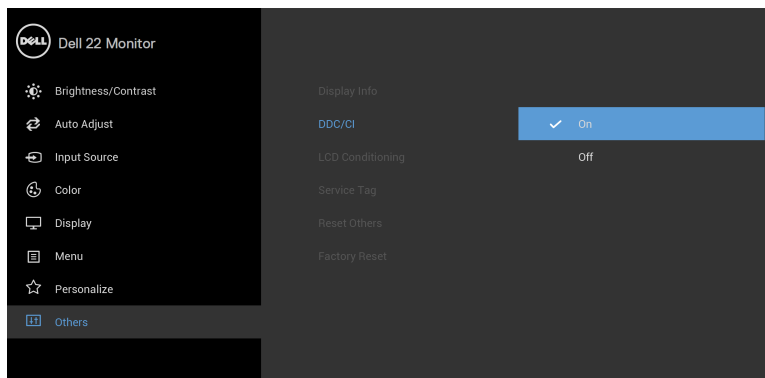 DELL
Dell 22 Monitor
Brightness/Contrast
Auto Adjust
Input Source
Color
Display
Menu
Personalize
Others
Display Info
DDC/CI
LCD Conditioning
Service Tag
Reset Others
Factory Reset
On
Off